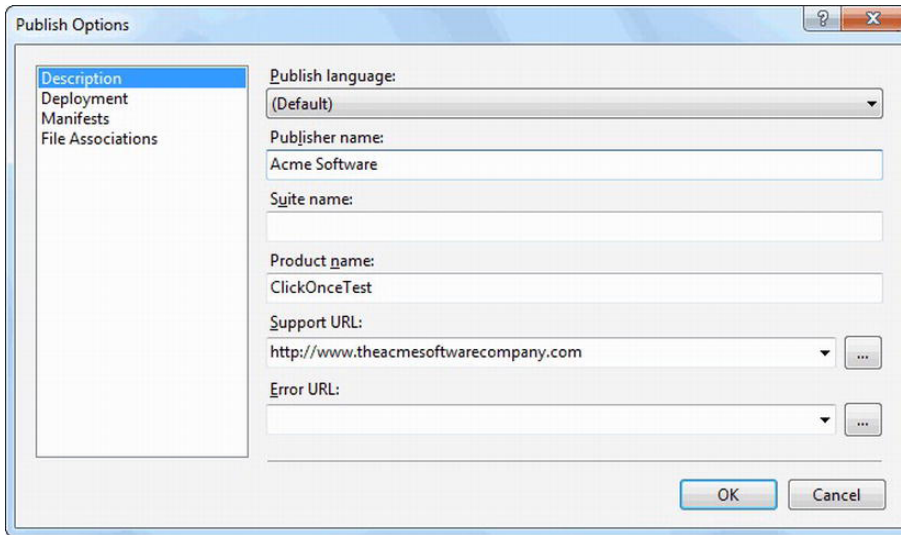 Publish Options
?
Description
Deployment
Manifests
File Associations
Publish language:
(Default)
Publisher name:
Acme Software
Suite name:
Product name:
ClickOnceTest
Support URL:
http://www.theacmesoftwarecompany.com
...
Error URL:
...
OK
Cancel